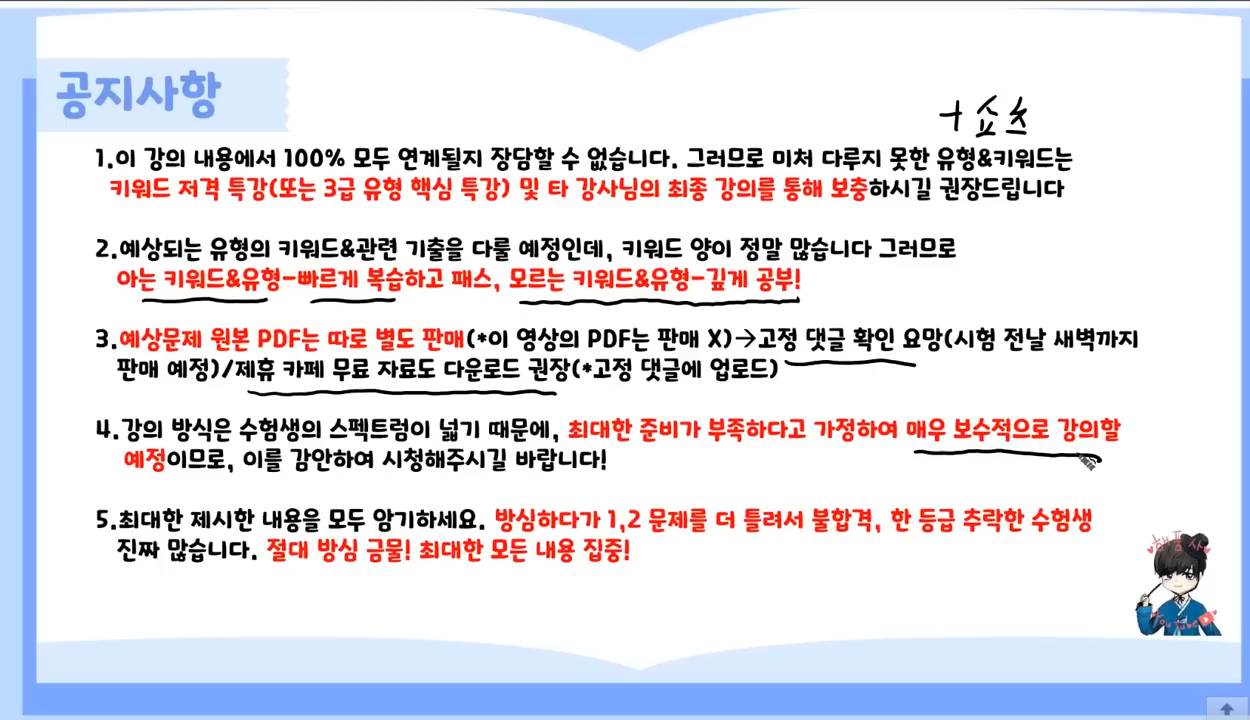 공지사항
+ 쇼츠
1.이 강의 내용에서 100% 모두 연계될지 장담할 수 없습니다. 그러므로 미처 다루지 못한 유형&키워드는
키워드 저격 특강(또는 3급 유형 핵심 특강) 및 타 강사님의 최종 강의를 통해 보충하시길 권장드립니다
2.예상되는 유형의 키워드&관련 기출을 다룰 예정인데, 키워드 양이 정말 많습니다 그러므로
아는 키워드&유형-빠르게 복습하고 패스, 모르는 키워드&유형-깊게 공부!
3.예상문제 원본 PDF는 따로 별도 판매(*이 영상의 PDF는 판매 X)→고정 댓글 확인 요망(시험 전날 새벽까지
판매 예정)/제휴 카페 무료 자료도 다운로드 권장(*고정 댓글에 업로드)
4.강의 방식은 수험생의 스펙트럼이 넓기 때문에, 최대한 준비가 부족하다고 가정하여 매우 보수적으로 강의할
예정이므로, 이를 감안하여 시청해주시길 바랍니다!
5.최대한 제시한 내용을 모두 암기하세요. 방심하다가 1,2 문제를 더 틀려서 불합격, 한 등급 추락한 수험생
진짜 많습니다. 절대 방심 금물! 최대한 모든 내용 집중!
YouTube